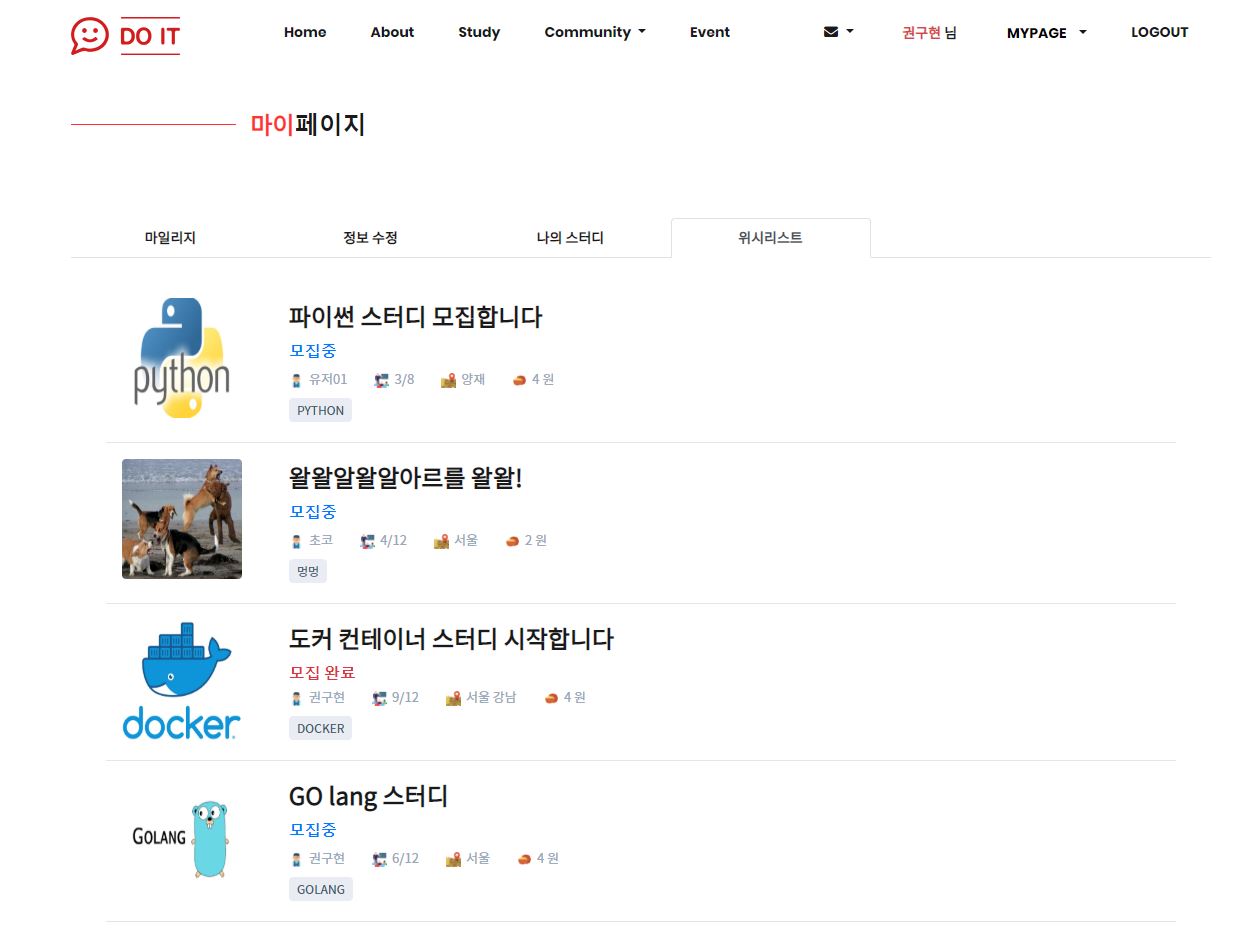 DO IT
Home About Study Community Event 권구현 님 MYPAGE LOGOUT
마이페이지
마일리지 정보 수정 나의 스터디 위시리스트
python
파이썬 스터디 모집합니다
모집중
유저01 3/8 양재 4 원
PYTHON
왈왈알왈알아르를 왈왈!
모집중
초코 4/12 서울 2 원
멍멍
docker
도커 컨테이너 스터디 시작합니다
모집 완료
권구현 9/12 서울 강남 4 원
DOCKER
GOLANG
GO lang 스터디
모집중
권구현 6/12 서울 4 원
GOLANG